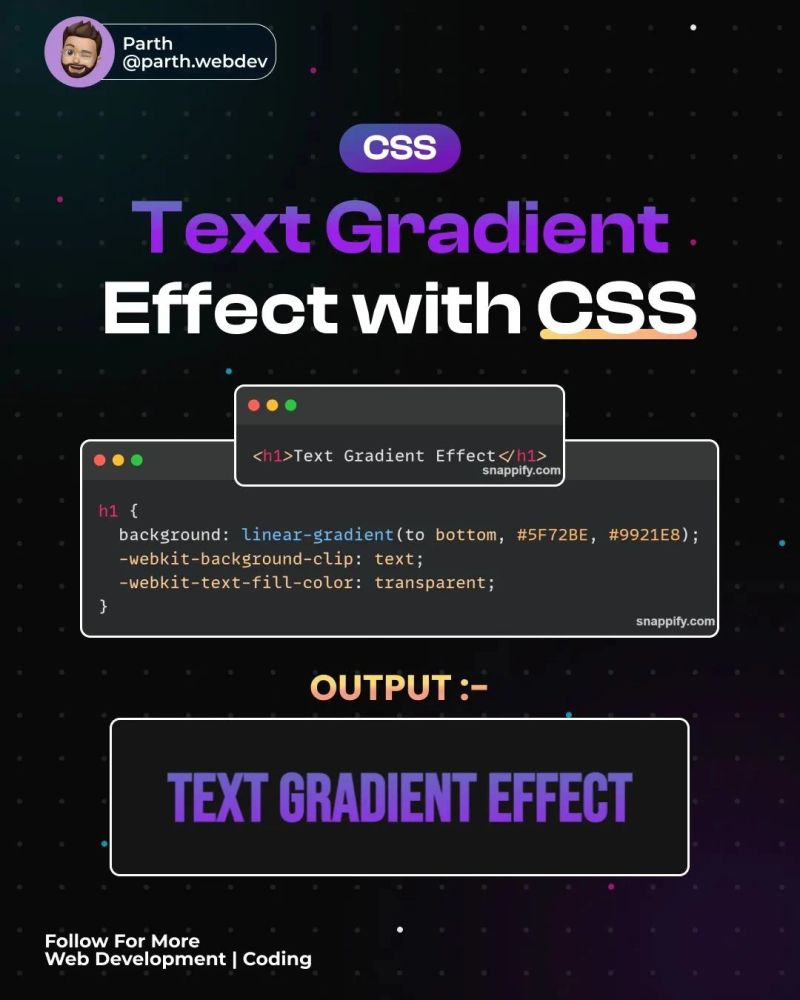 Parth
@parth.webdev
CSS
Text Gradient
Effect with CSS
<h1>Text Gradient Effect</h1>
snappify.com
h1 {
  background: linear-gradient(to bottom, #5F72BE, #9921E8);
  -webkit-background-clip: text;
  -webkit-text-fill-color: transparent;
}
snappify.com
OUTPUT :-
TEXT GRADIENT EFFECT
Follow For More
Web Development | Coding